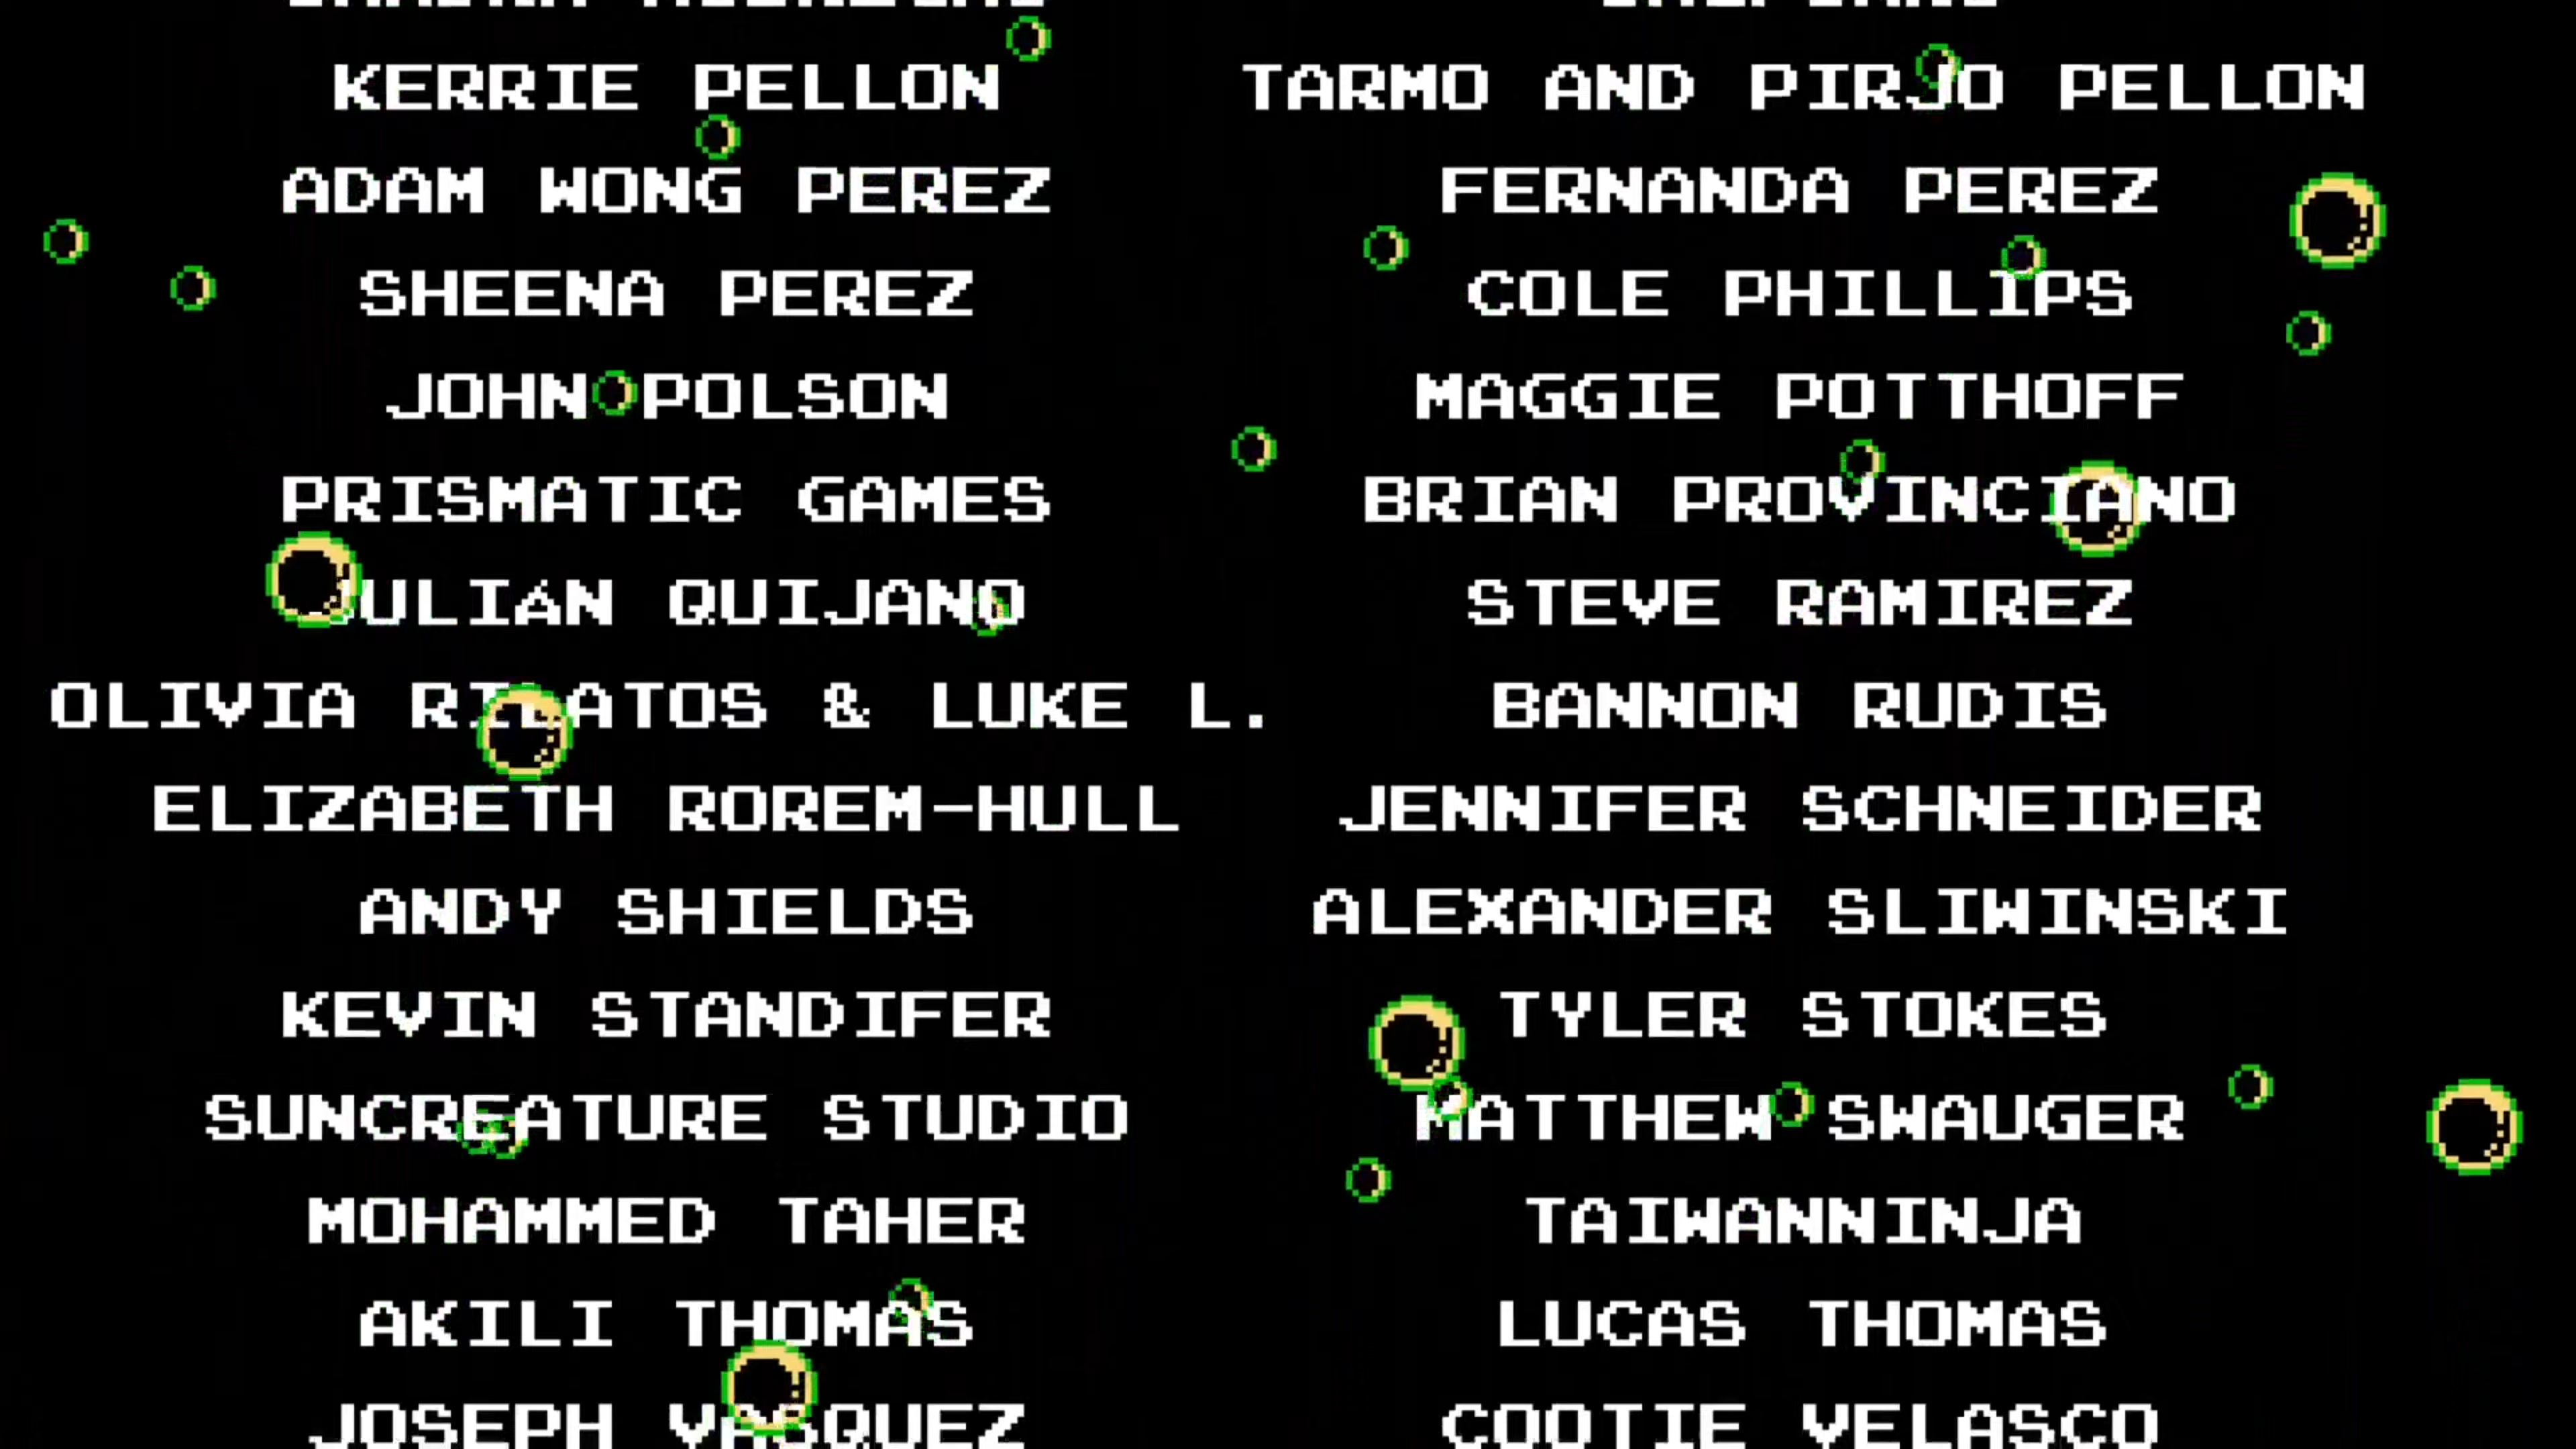 KERRIE PELLON
TARMO AND PIRJO PELLON
ADAM WONG PEREZ
FERNANDA PEREZ
SHEENA PEREZ
COLE PHILLIPS
JOHN POLSON
MAGGIE POTTHOFF
PRISMATIC GAMES
BRIAN PROVINCIANO
JULIÁN QUIJANO
STEVE RAMIREZ
OLIVIA & LUKE L.
BANNON RUDIS
ELIZABETH ROREM-HULL
JENNIFER SCHNEIDER
ANDY SHIELDS
ALEXANDER SLIWINSKI
KEVIN STANDIFER
TYLER STOKES
SUNCREATURE STUDIO
MATTHEW SWAUGER
MOHAMMED TAHER
TAIWANNINJA
AKILI THOMAS
LUCAS THOMAS
JOSEPH VASQUEZ
COOTIE VELASCO